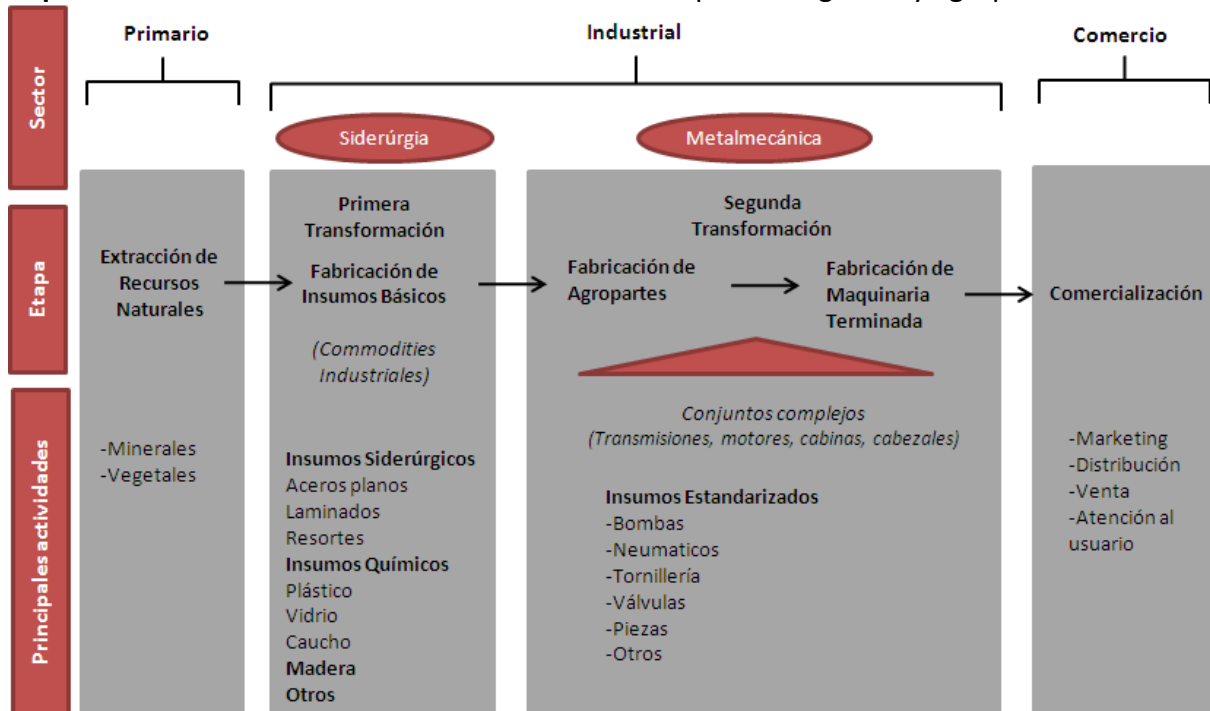 Primario
Industrial
Comercio
Sector
Siderúrgia
Metalmecánica
Etapa
Extracción de
Recursos
Naturales
Primera
Transformación
Fabricación de
Insumos Básicos
(Commodities
Industriales)
Segunda
Transformación
Fabricación de
Agropartes
Fabricación de
Maquinaria
Terminada
Comercialización
Principales actividades
-Minerales
-Vegetales
Insumos Siderúrgicos
Aceros planos
Laminados
Resortes
Insumos Químicos
Plástico
Vidrio
Caucho
Madera
Otros
Conjuntos complejos
(Transmisiones, motores, cabinas, cabezales)
Insumos Estandarizados
-Bombas
-Neumaticos
-Tornillería
-Válvulas
-Piezas
-Otros
-Marketing
-Distribución
-Venta
-Atención al
usuario